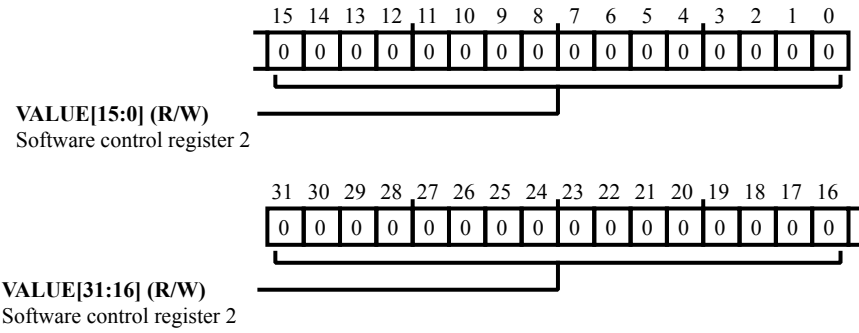 15 14 13 12 11 10 9 8 7 6 5 4 3 2 1 0
0 0 0 0 0 0 0 0 0 0 0 0 0 0 0 0
VALUE[15:0] (R/W)
Software control register 2
31 30 29 28 27 26 25 24 23 22 21 20 19 18 17 16
0 0 0 0 0 0 0 0 0 0 0 0 0 0 0 0
VALUE[31:16] (R/W)
Software control register 2